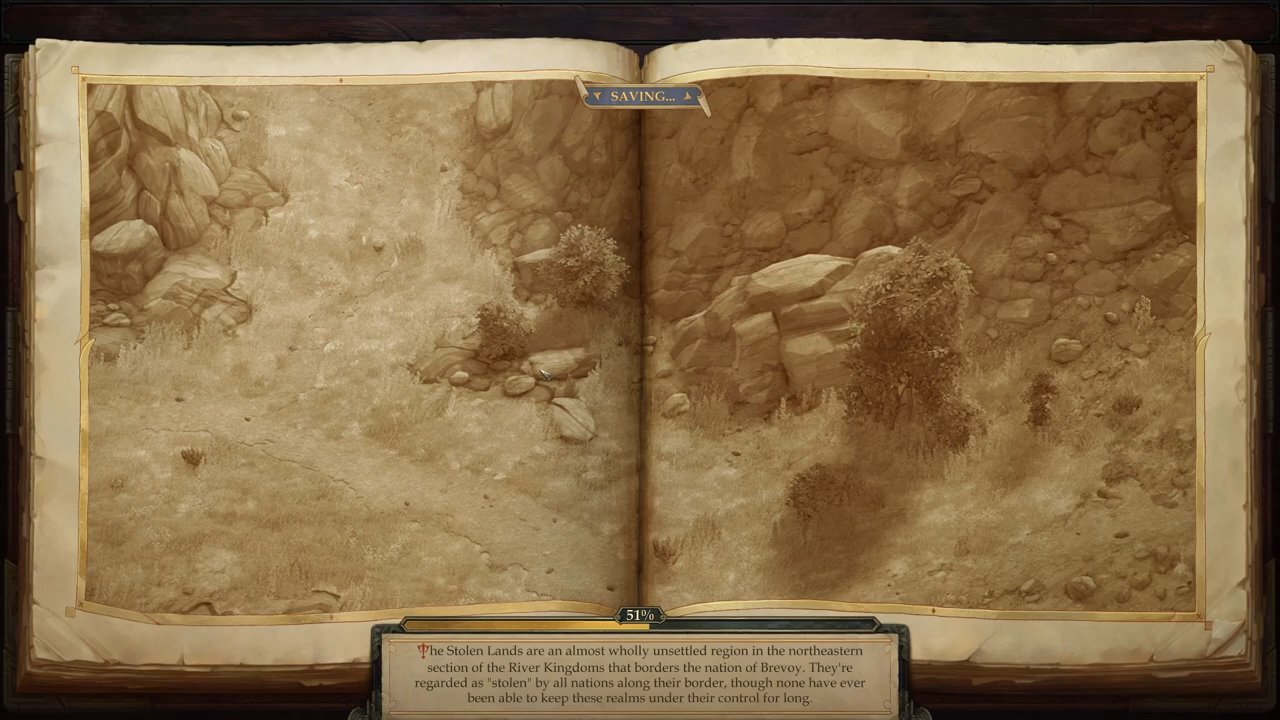 SAVING...
51%
The Stolen Lands are an almost wholly unsettled region in the northeastern
section of the River Kingdoms that borders the nation of Brevoy. They're
regarded as "stolen" by all nations along their border, though none have ever
been able to keep these realms under their control for long.